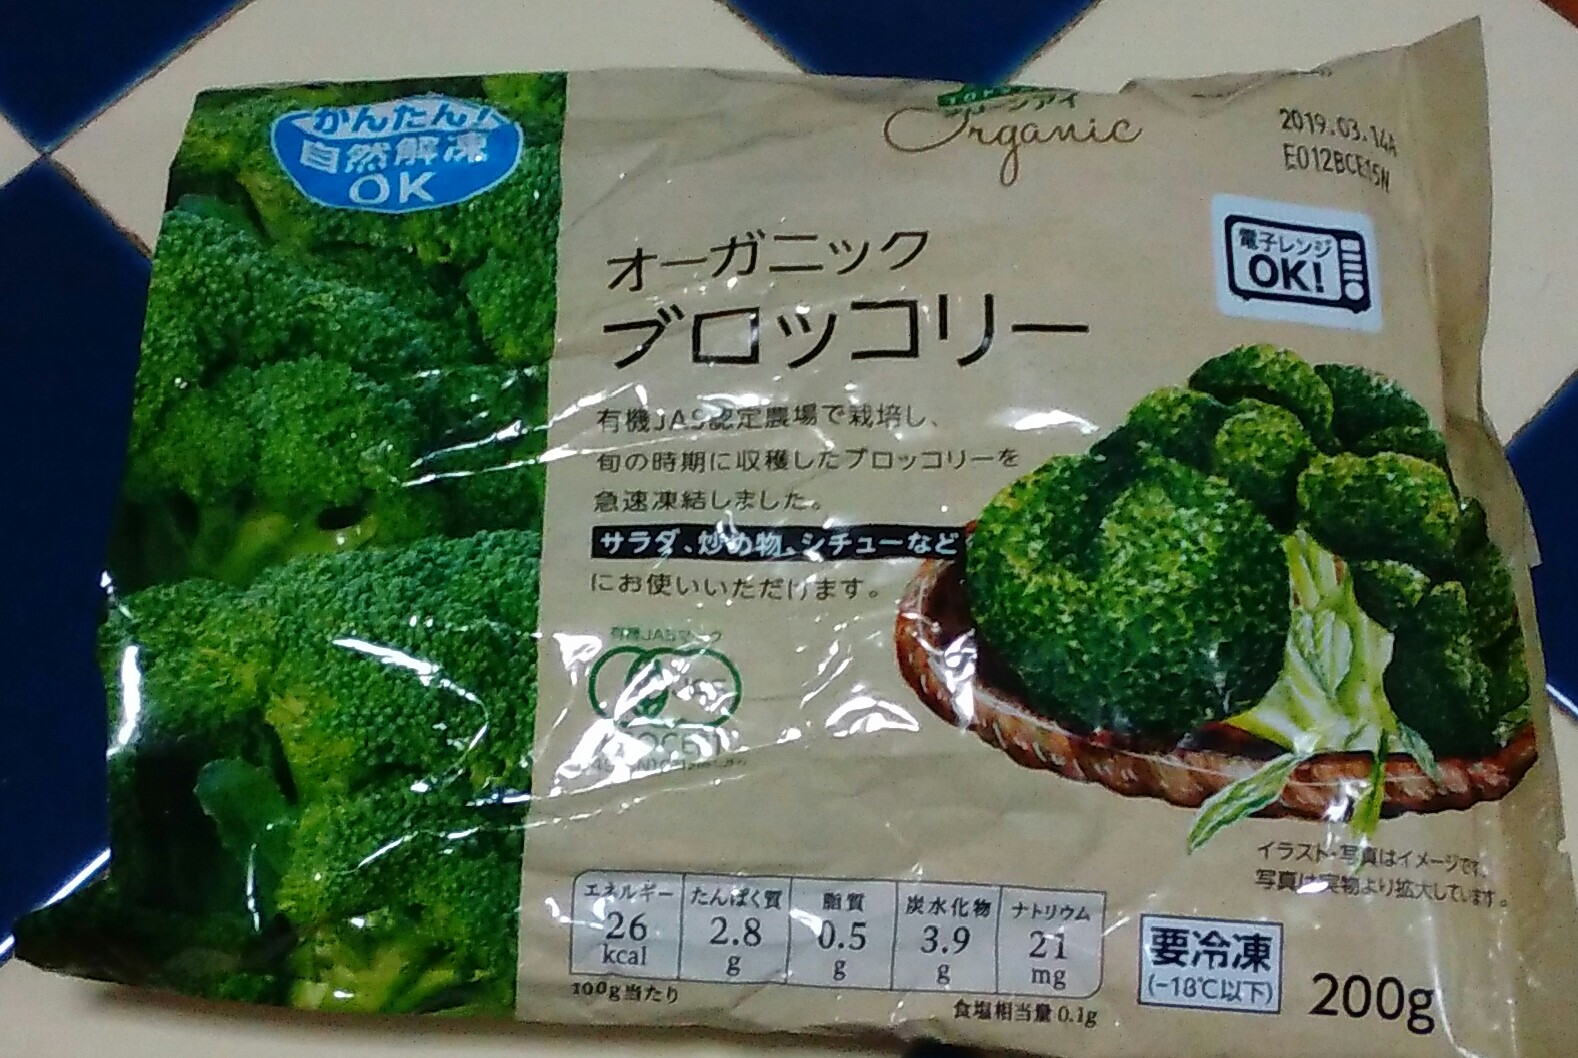 かんたん!
自然解凍
OK
グリーンアイ
Organic
2019.03.14A
E012BCE15N
電子レンジ
OK!
オーガニック
ブロッコリー
有機JAS認定農場で栽培し、
旬の時期に収穫したブロッコリーを
急速凍結しました。
サラダ、炒め物、シチューなど
にお使いいただけます。
有機JASマーク
イラスト・写真はイメージです。
写真は実物より拡大しています。
エネルギー たんぱく質 脂質 炭水化物 ナトリウム
26 2.8 0.5 3.9 21
kcal g g g mg
100g当たり
食塩相当量 0.1g
要冷凍
(-18℃以下)
200g